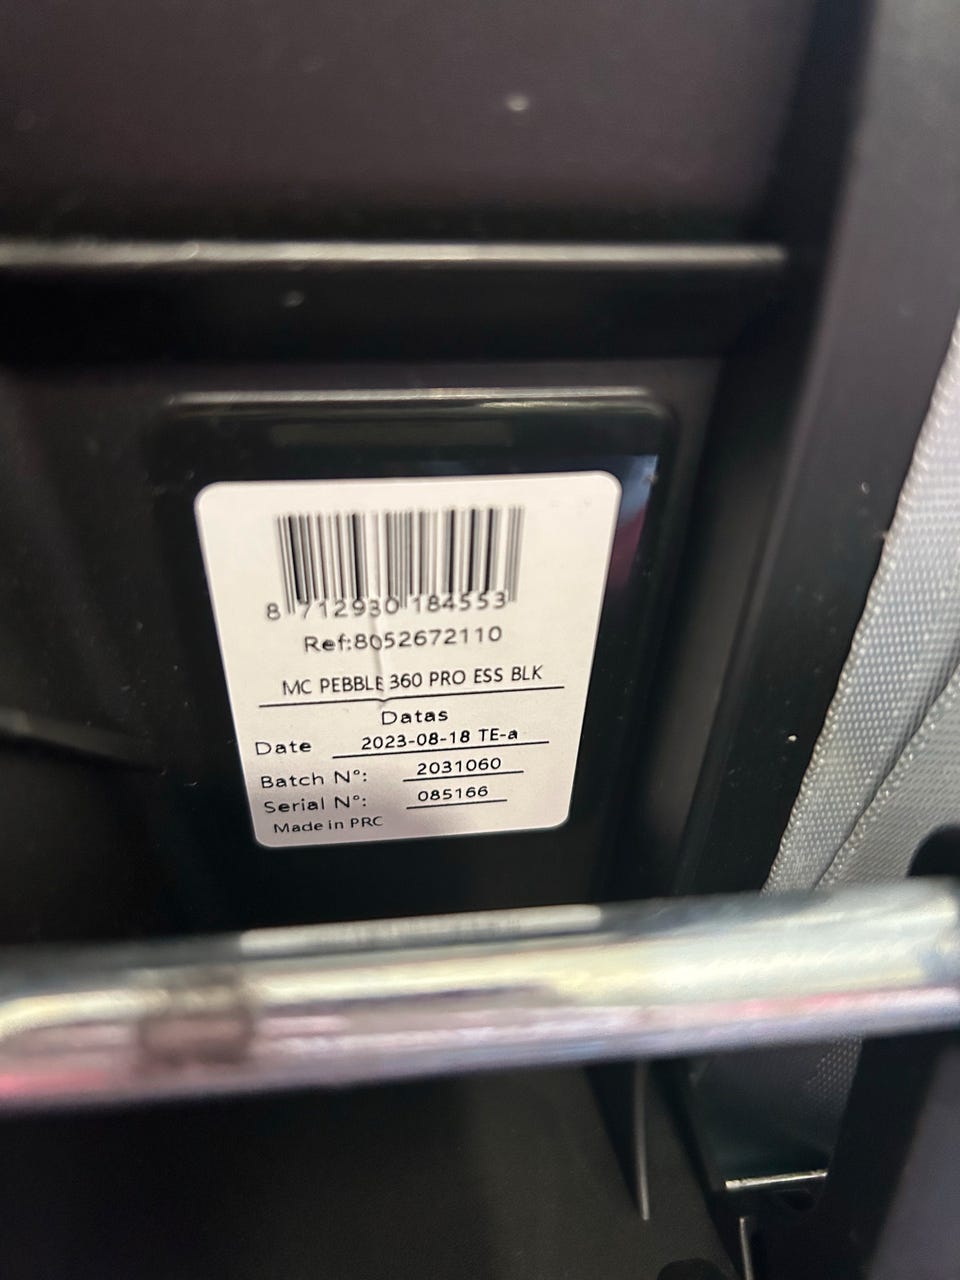 8 712930 184553
Ref:8052672110
MC PEBBLE 360 PRO ESS BLK
Datas
Date 2023-08-18 TE-a
Batch N°: 2031060
Serial N°: 085166
Made in PRC